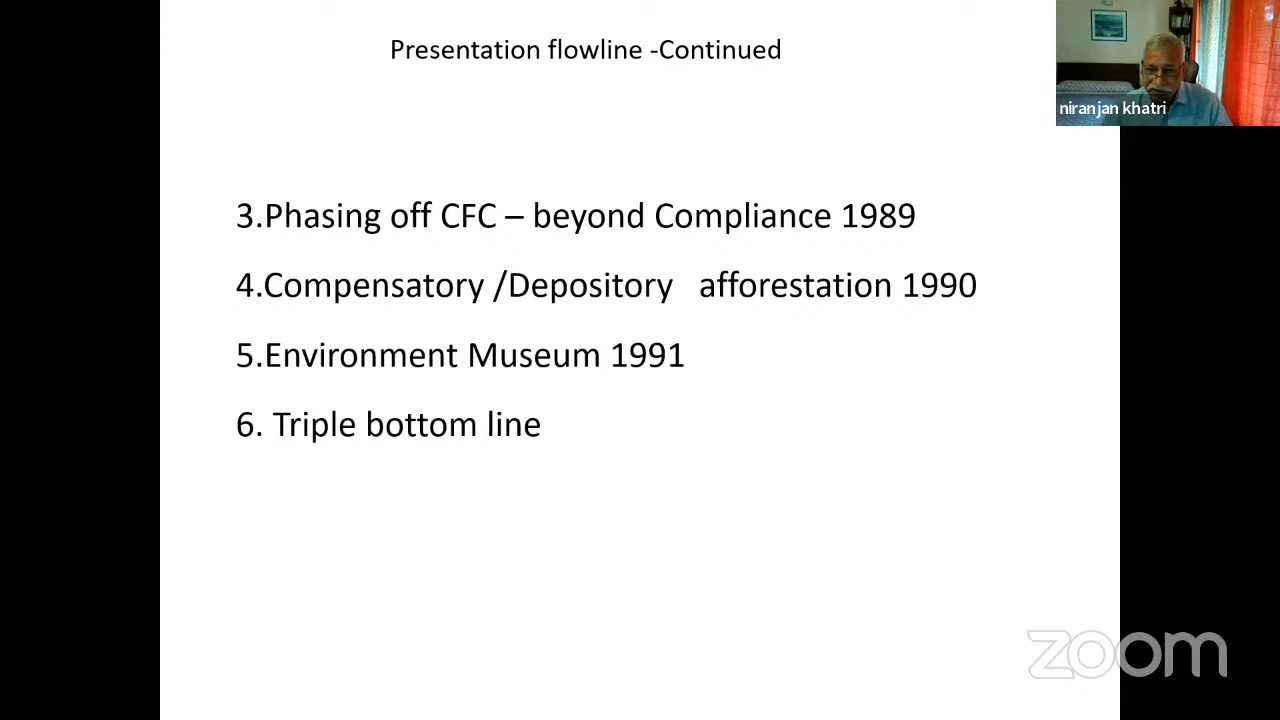 Presentation flowline -Continued
niranjan khatri
3.Phasing off CFC – beyond Compliance 1989
4.Compensatory /Depository afforestation 1990
5.Environment Museum 1991
6. Triple bottom line
zoom